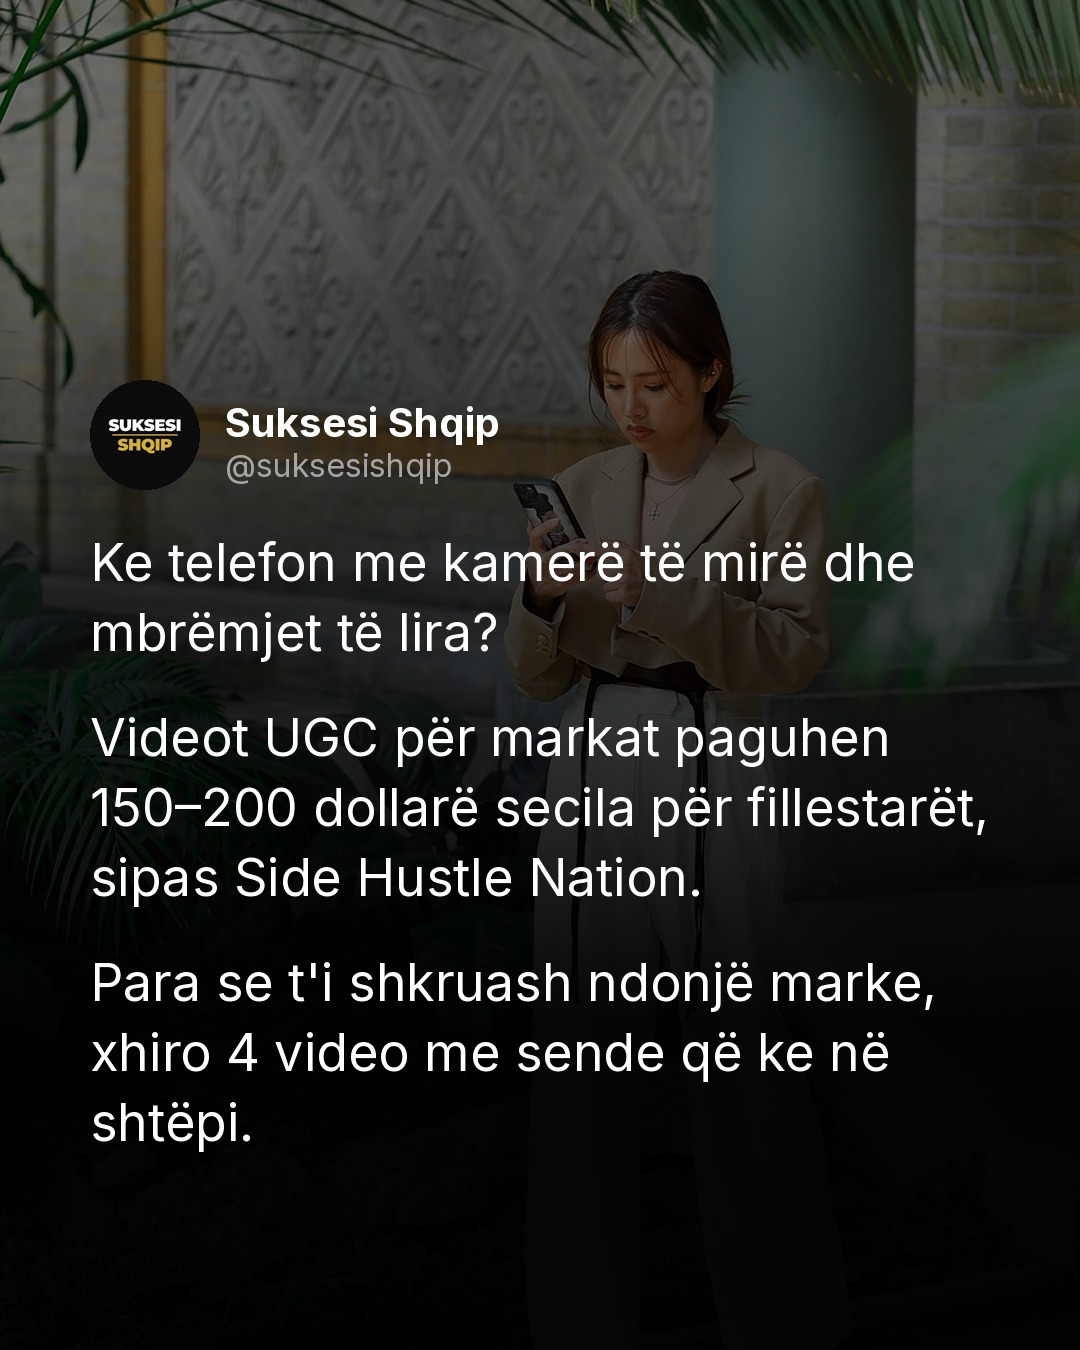 SUKSESI
SHQIP
Suksesi Shqip
@suksesishqip
Ke telefon me kamerë të mirë dhe
mbrëmjet të lira?
Videot UGC për markat paguhen
150–200 dollarë secila për fillestarët,
sipas Side Hustle Nation.
Para se t'i shkruash ndonjë marke,
xhiro 4 video me sende që ke në
shtëpi.